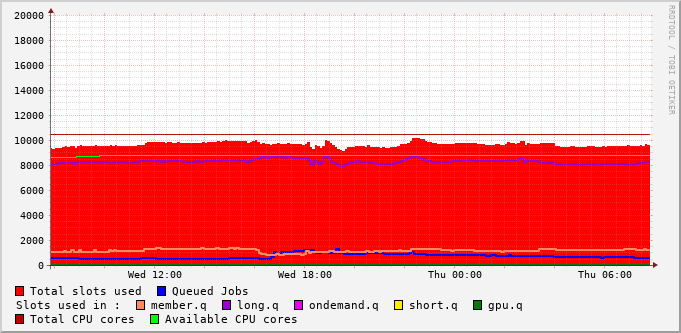 RRDTOOL / TOBI OETIKER
20000
18000
16000
14000
12000
10000
8000
6000
4000
2000
0
Wed 12:00 Wed 18:00 Thu 00:00 Thu 06:00
Total slots used Queued Jobs
Slots used in : member.q long.q ondemand.q short.q gpu.q
Total CPU cores Available CPU cores